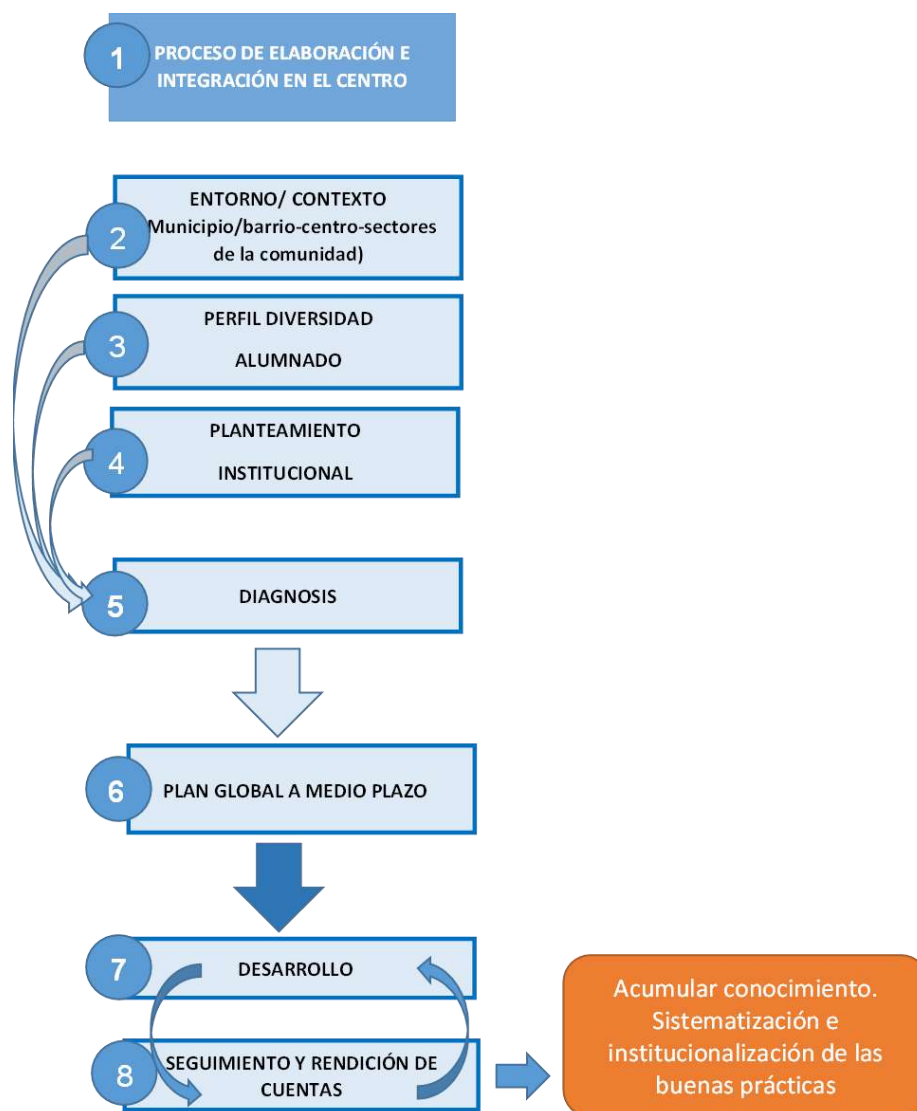 1
PROCESO DE ELABORACIÓN E
INTEGRACIÓN EN EL CENTRO
2
ENTORNO/ CONTEXTO
Municipio/barrio-centro-sectores
de la comunidad)
3
PERFIL DIVERSIDAD
ALUMNADO
4
PLANTEAMIENTO
INSTITUCIONAL
5
DIAGNOSIS
6
PLAN GLOBAL A MEDIO PLAZO
7
DESARROLLO
8
SEGUIMIENTO Y RENDICIÓN DE
CUENTAS
Acumular conocimiento.
Sistematización e
institucionalización de las
buenas prácticas